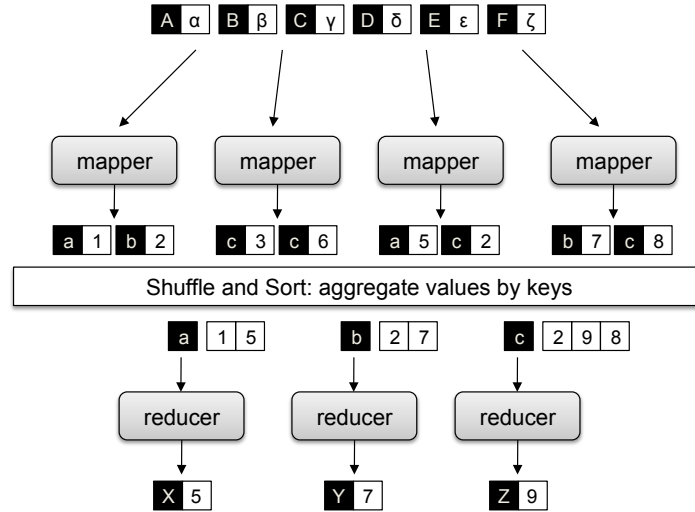 A α B β C γ D δ E ε F ζ
mapper mapper mapper mapper
a 1 b 2 c 3 c 6 a 5 c 2 b 7 c 8
Shuffle and Sort: aggregate values by keys
a 1 5 b 2 7 c 2 9 8
reducer reducer reducer
X 5 Y 7 Z 9